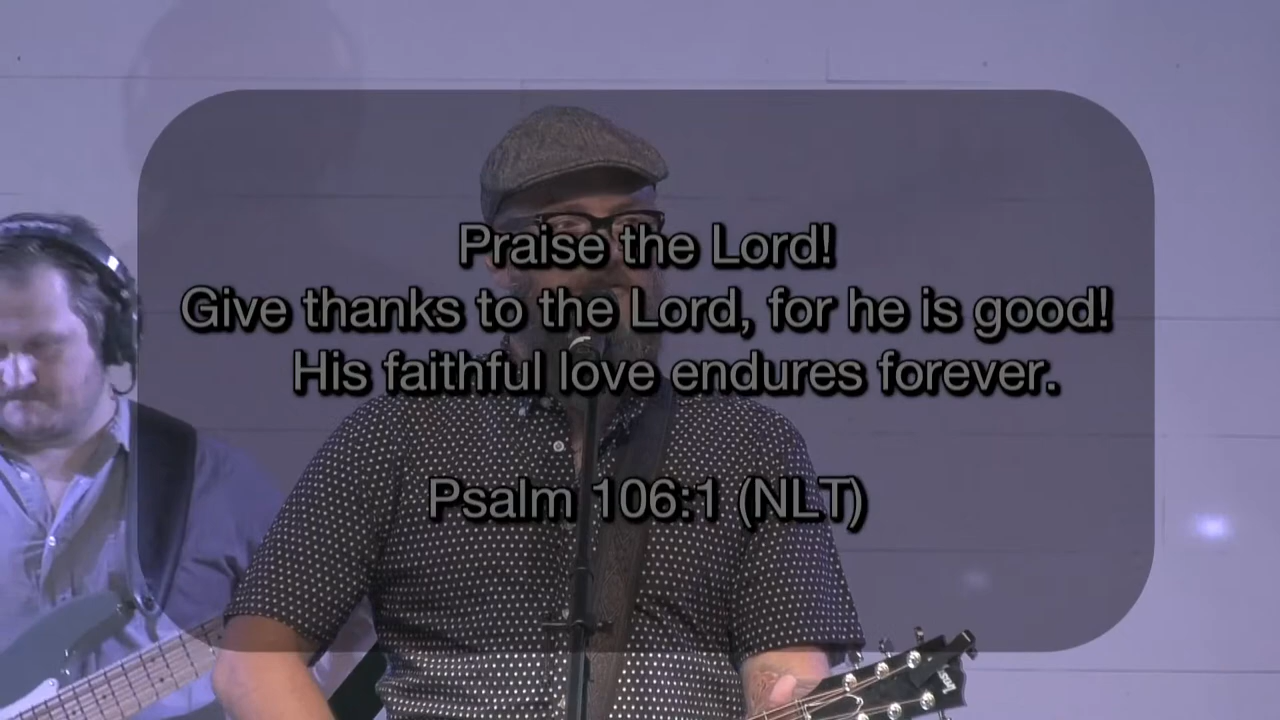 Praise the Lord!
Give thanks to the Lord, for he is good!
His faithful love endures forever.
Psalm 106:1 (NLT)